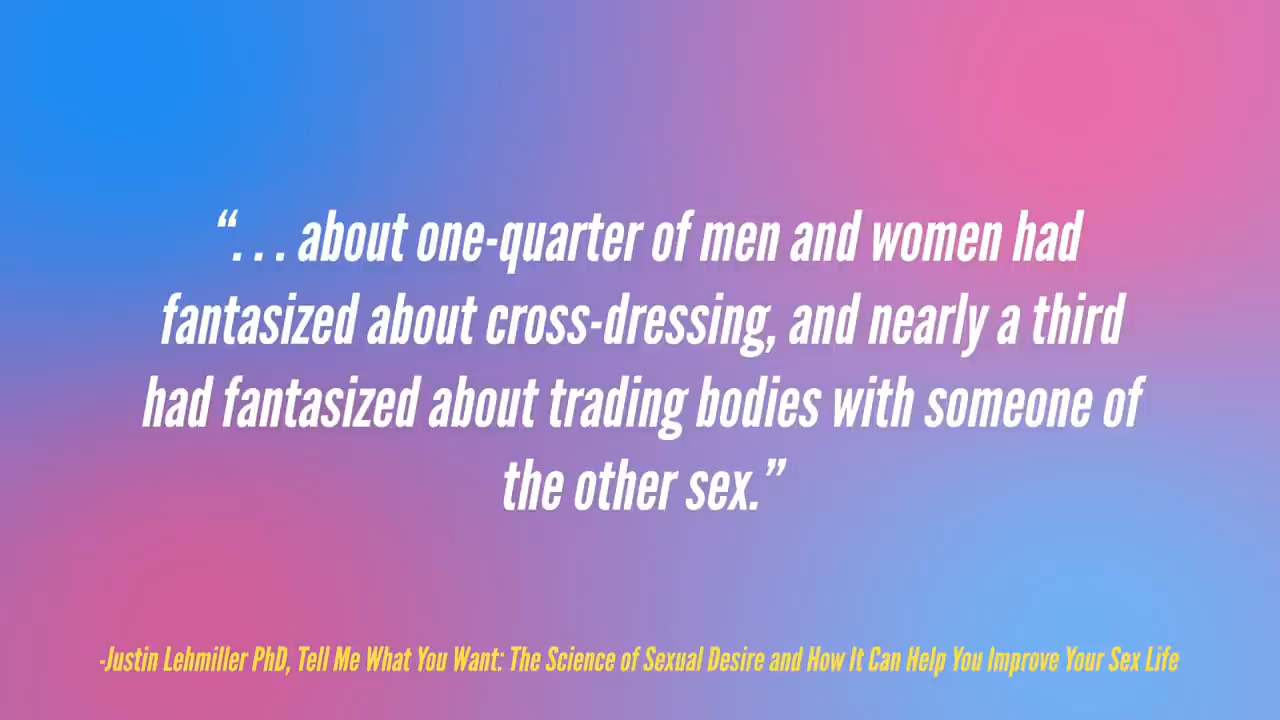 “. . . about one-quarter of men and women had
fantasized about cross-dressing, and nearly a third
had fantasized about trading bodies with someone of
the other sex.”
-Justin Lehmiller PhD, Tell Me What You Want: The Science of Sexual Desire and How It Can Help You Improve Your Sex Life